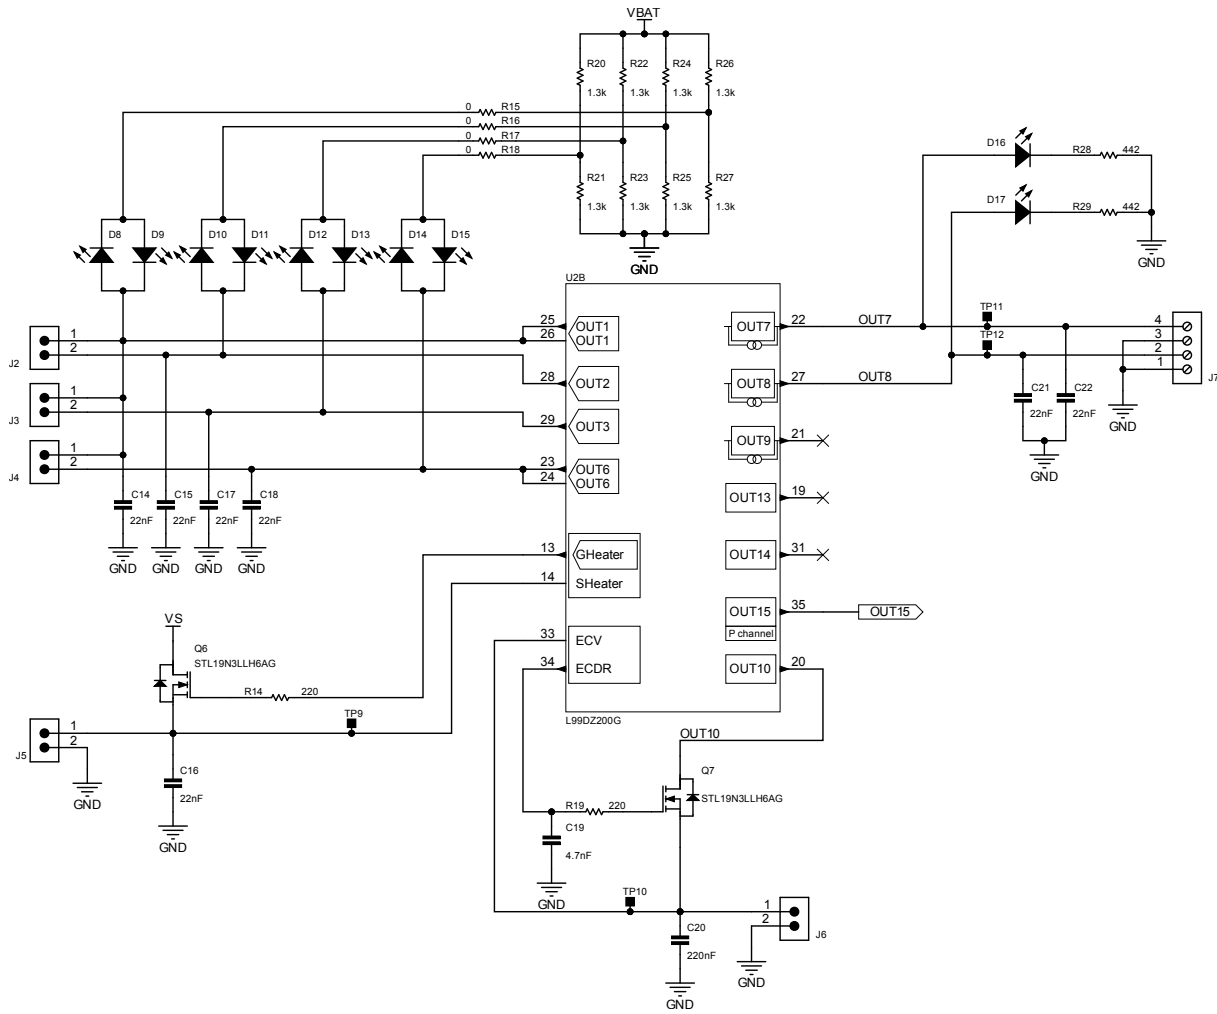 VBAT
R20 R22 R24 R26
1.3k 1.3k 1.3k 1.3k
0 R15
0 R16
0 R17
0 R18
R21 R23 R25 R27
1.3k 1.3k 1.3k 1.3k
GND
D16 R28 442
D17 R29 442
GND
D8 D9 D10 D11 D12 D13 D14 D15
U2B
J2
1
2
25 OUT1
26 OUT1
28 OUT2
J3
1
2
29 OUT3
J4
1
2
23 OUT6
24 OUT6
C14 C15 C17 C18
22nF 22nF 22nF 22nF
GND GND GND GND
13 GHeater
14 SHeater
33 ECV
34 ECDR
OUT7 22 OUT7
OUT8 27 OUT8
OUT9 21
OUT13 19
OUT14 31
OUT15 35 OUT15
P channel
OUT10 20
L99DZ200G
TP11
TP12
4
3
2
1
J7
C21 C22
22nF 22nF
GND
GND
VS
Q6
STL19N3LLH6AG
R14 220
TP9
J5
1
2
GND
C16
22nF
GND
OUT10
Q7
STL19N3LLH6AG
R19 220
C19
4.7nF
GND
TP10
C20
220nF
GND
1
2
J6
GND